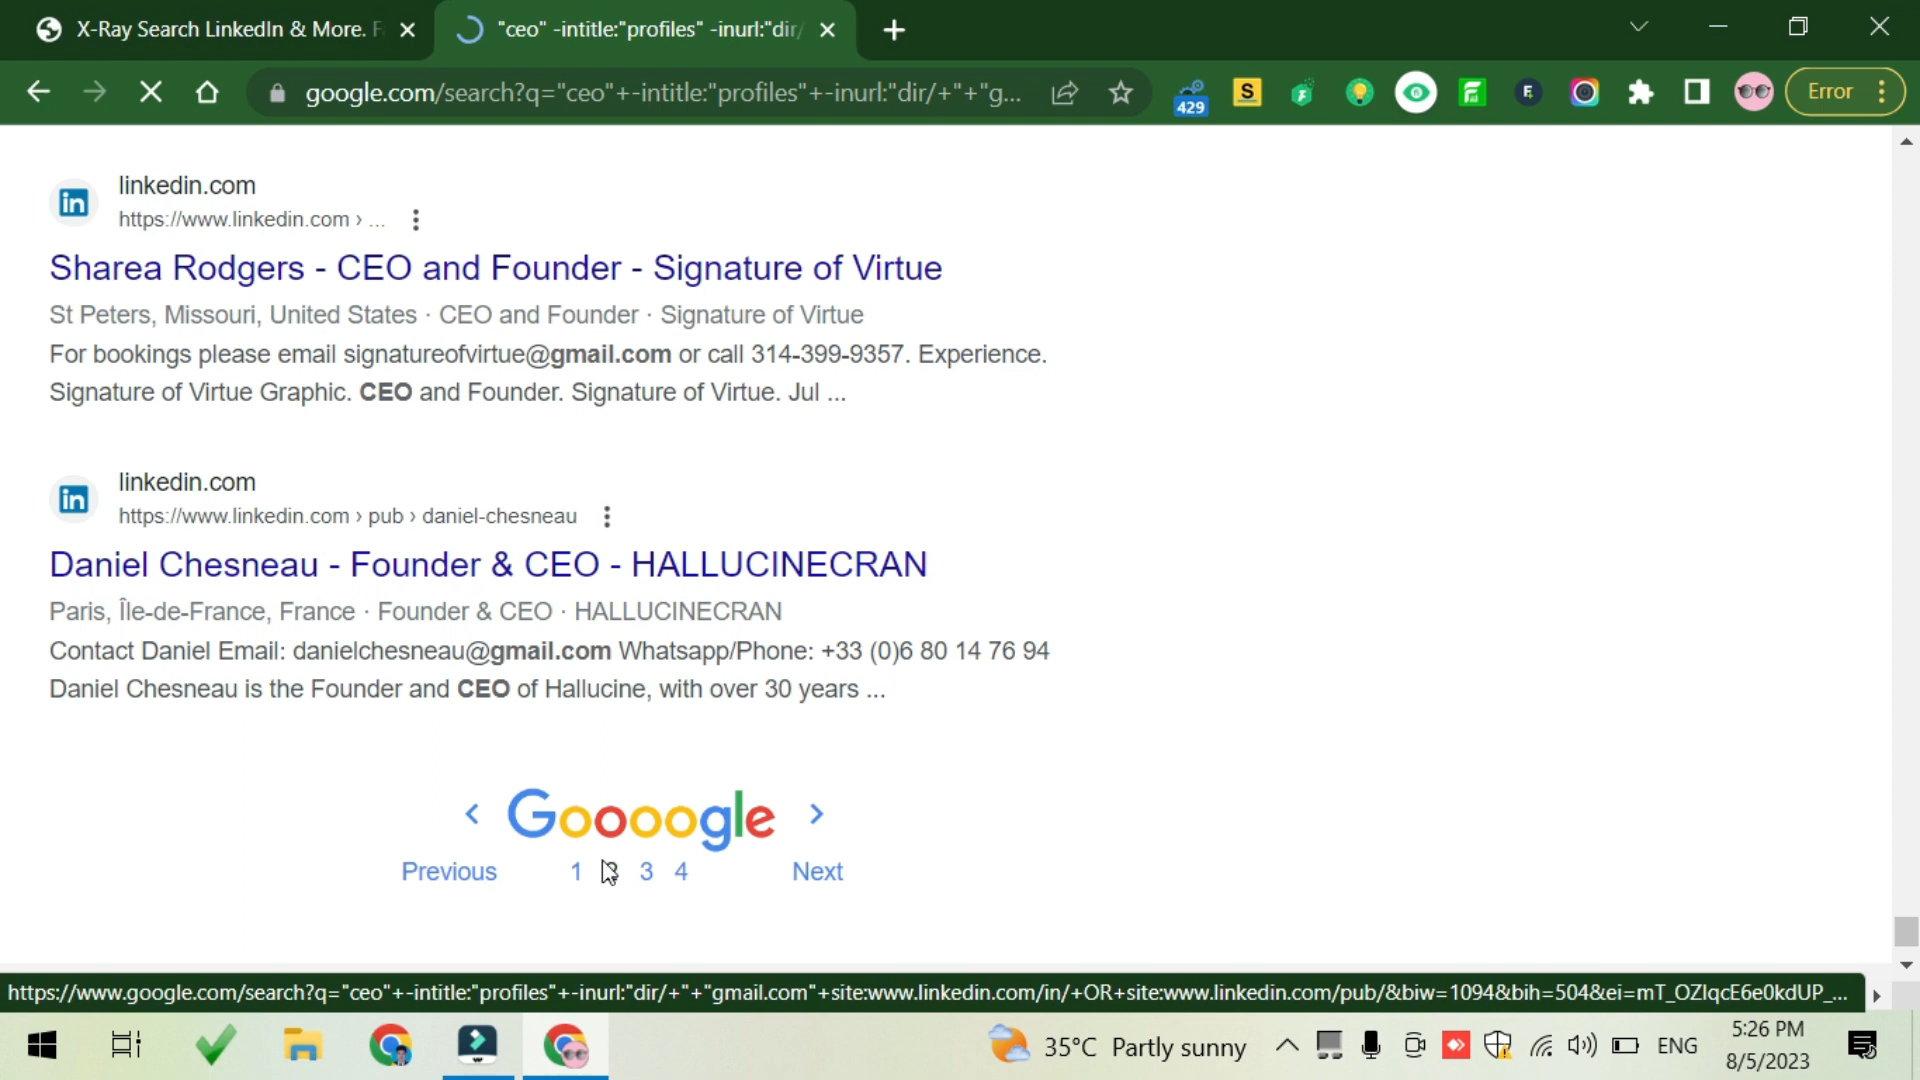 X-Ray Search LinkedIn & More. F
"ceo" -intitle:"profiles" -inurl:"dir/
google.com/search?q="ceo"+-intitle:"profiles"+-inurl:"dir/+"+"g...
429
S
Error
linkedin.com
https://www.linkedin.com › ...
Sharea Rodgers - CEO and Founder - Signature of Virtue
St Peters, Missouri, United States · CEO and Founder · Signature of Virtue
For bookings please email signatureofvirtue@gmail.com or call 314-399-9357. Experience.
Signature of Virtue Graphic. CEO and Founder. Signature of Virtue. Jul ...
linkedin.com
https://www.linkedin.com › pub › daniel-chesneau
Daniel Chesneau - Founder & CEO - HALLUCINECRAN
Paris, Île-de-France, France · Founder & CEO · HALLUCINECRAN
Contact Daniel Email: danielchesneau@gmail.com Whatsapp/Phone: +33 (0)6 80 14 76 94
Daniel Chesneau is the Founder and CEO of Hallucine, with over 30 years ...
< Goooogle >
Previous 1 2 3 4 Next
https://www.google.com/search?q="ceo"+-intitle:"profiles"+-inurl:"dir/+"+"gmail.com"+site:www.linkedin.com/in/+OR+site:www.linkedin.com/pub/&biw=1094&bih=504&ei=mT_OZIqcE6e0kdUP_...
35°C Partly sunny
ENG
5:26 PM
8/5/2023